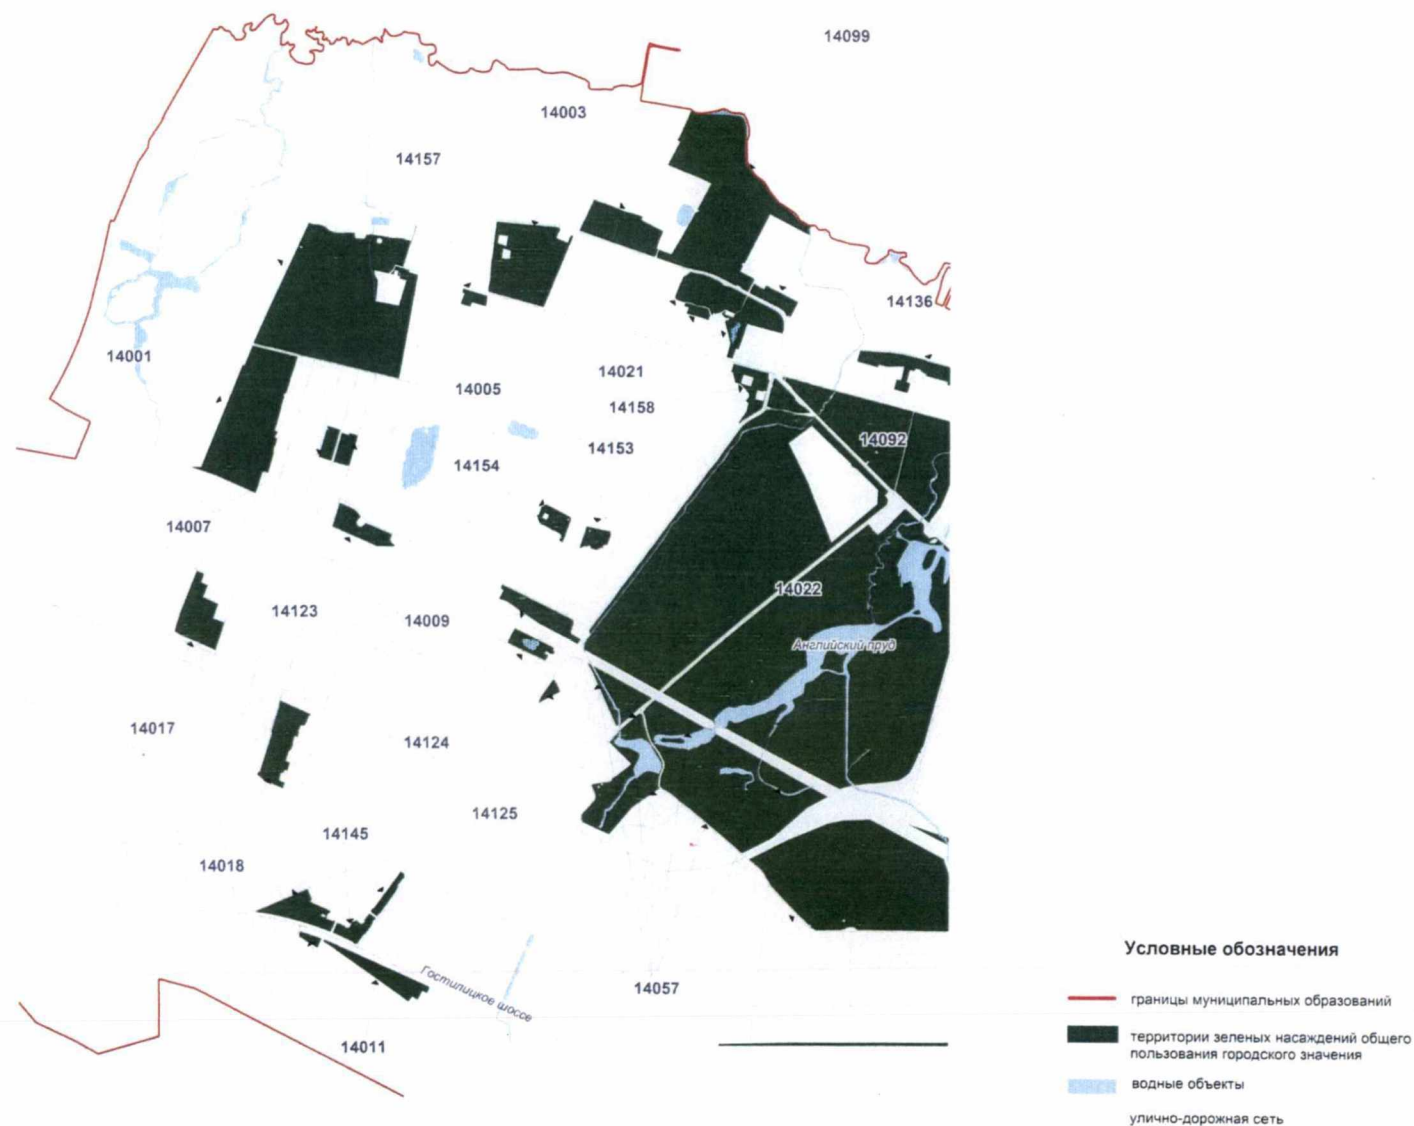 14099
14003
14157
14136
14001
14021
14005
14158
14092
14153
14154
14007
14022
14123
14009
Английский пруд
14017
14124
14125
14145
14018
Гостилицкое шоссе
14057
14011
Условные обозначения
границы муниципальных образований
территории зеленых насаждений общего
пользования городского значения
водные объекты
улично-дорожная сеть